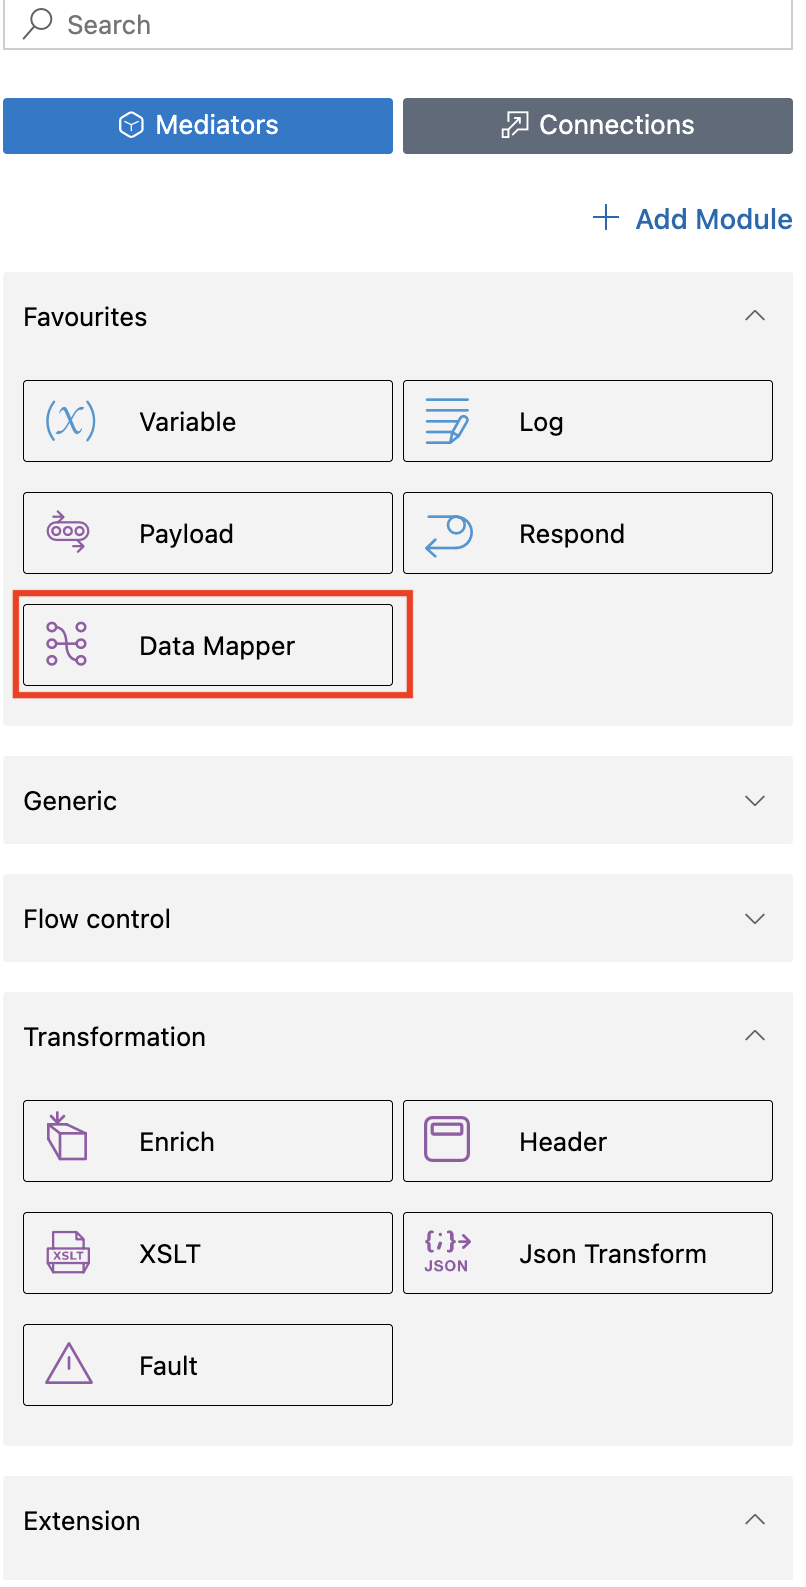 Search
Mediators
Connections
Add Module
Favourites
(x) Variable
Log
Payload
Respond
Data Mapper
Generic
Flow control
Transformation
Enrich
Header
XSLT
XSLT
{;}
JSON
Json Transform
Fault
Extension